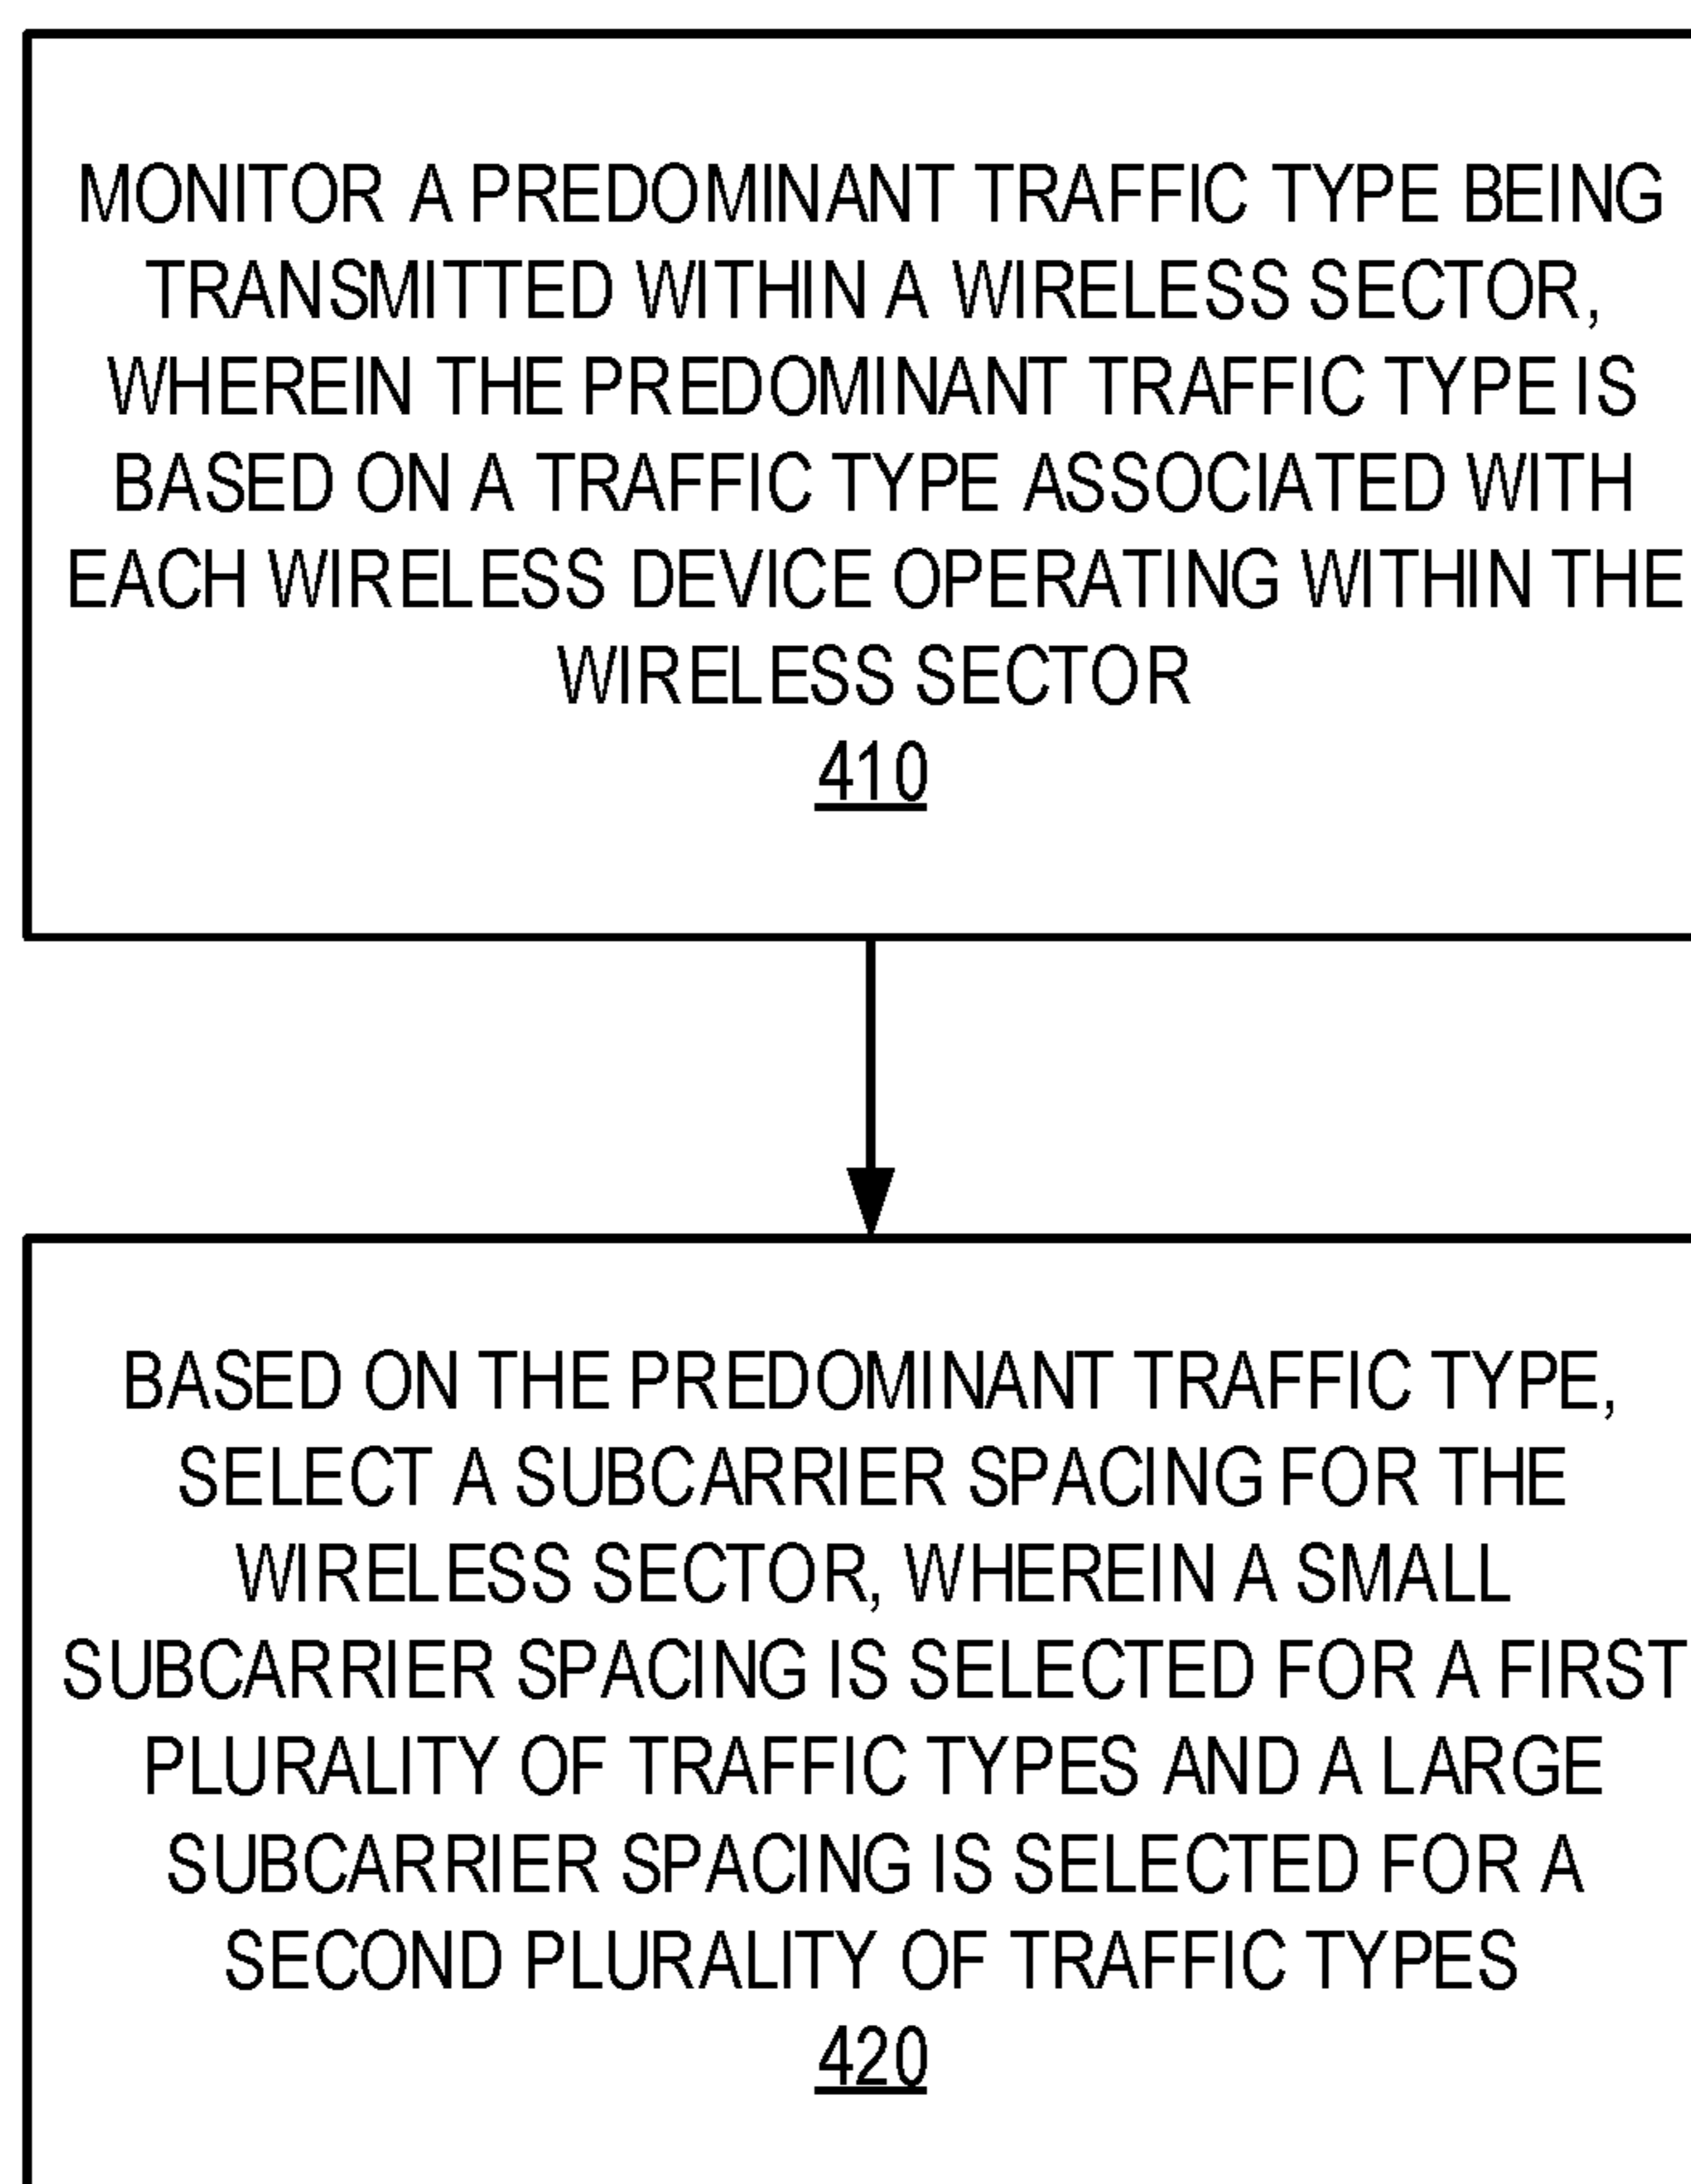 MONITOR A PREDOMINANT TRAFFIC TYPE BEING
TRANSMITTED WITHIN A WIRELESS SECTOR,
WHEREIN THE PREDOMINANT TRAFFIC TYPE IS
BASED ON A TRAFFIC TYPE ASSOCIATED WITH
EACH WIRELESS DEVICE OPERATING WITHIN THE
WIRELESS SECTOR
410
BASED ON THE PREDOMINANT TRAFFIC TYPE,
SELECT A SUBCARRIER SPACING FOR THE
WIRELESS SECTOR, WHEREIN A SMALL
SUBCARRIER SPACING IS SELECTED FOR A FIRST
PLURALITY OF TRAFFIC TYPES AND A LARGE
SUBCARRIER SPACING IS SELECTED FOR A
SECOND PLURALITY OF TRAFFIC TYPES
420